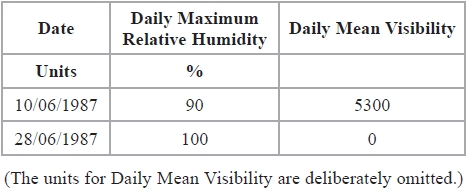 Date Daily Maximum Relative Humidity Daily Mean Visibility
Units %
10/06/1987 90 5300
28/06/1987 100 0
(The units for Daily Mean Visibility are deliberately omitted.)